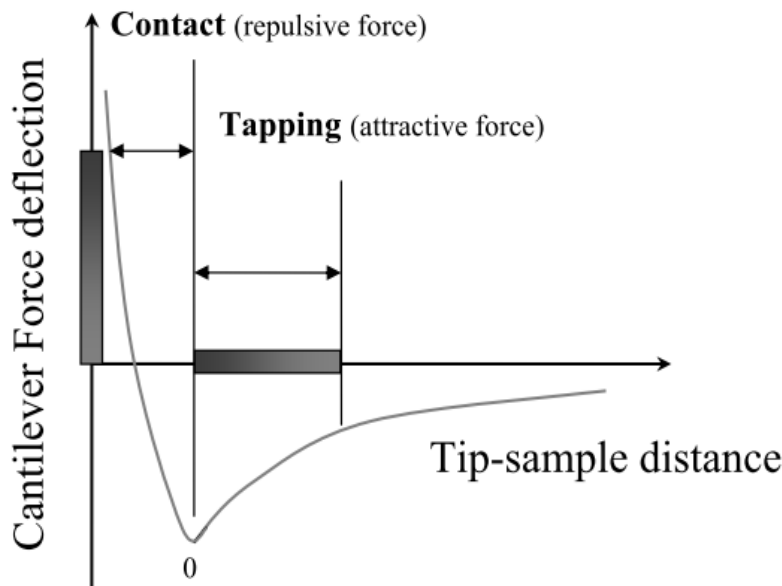 Contact (repulsive force)
Tapping (attractive force)
Cantilever Force deflection
Tip-sample distance
0